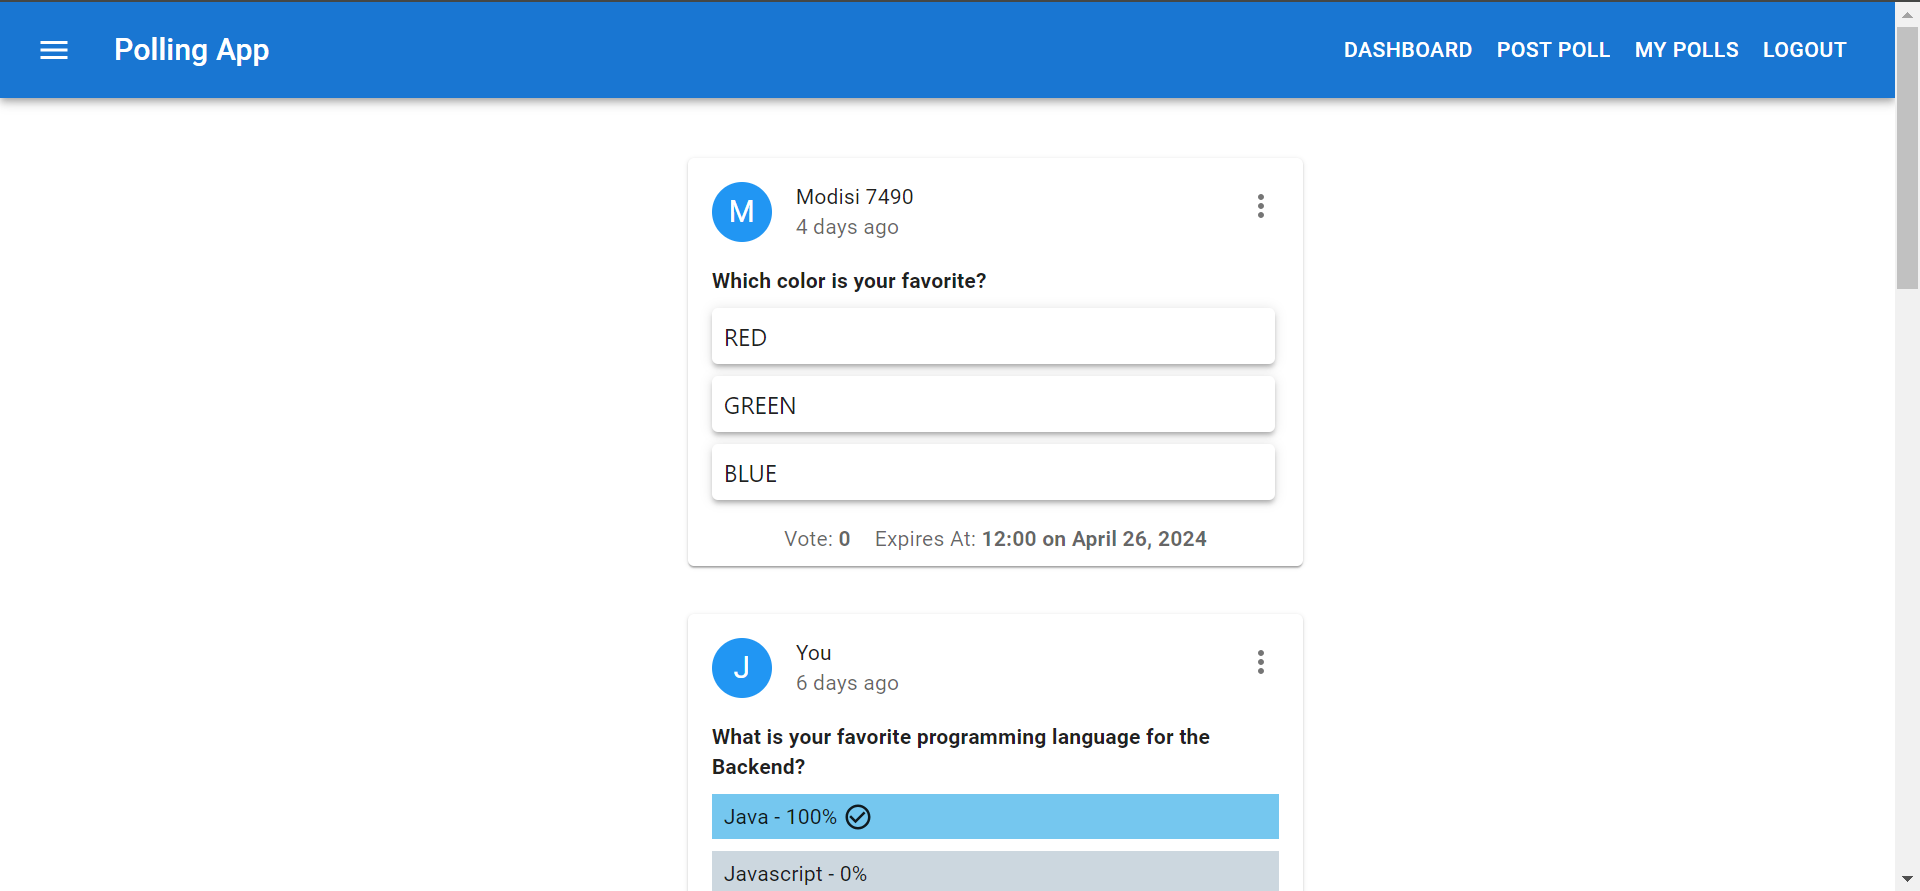 Polling App
DASHBOARD POST POLL MY POLLS LOGOUT
M
Modisi 7490
4 days ago
Which color is your favorite?
RED
GREEN
BLUE
Vote: 0 Expires At: 12:00 on April 26, 2024
J
You
6 days ago
What is your favorite programming language for the
Backend?
Java - 100%
Javascript - 0%